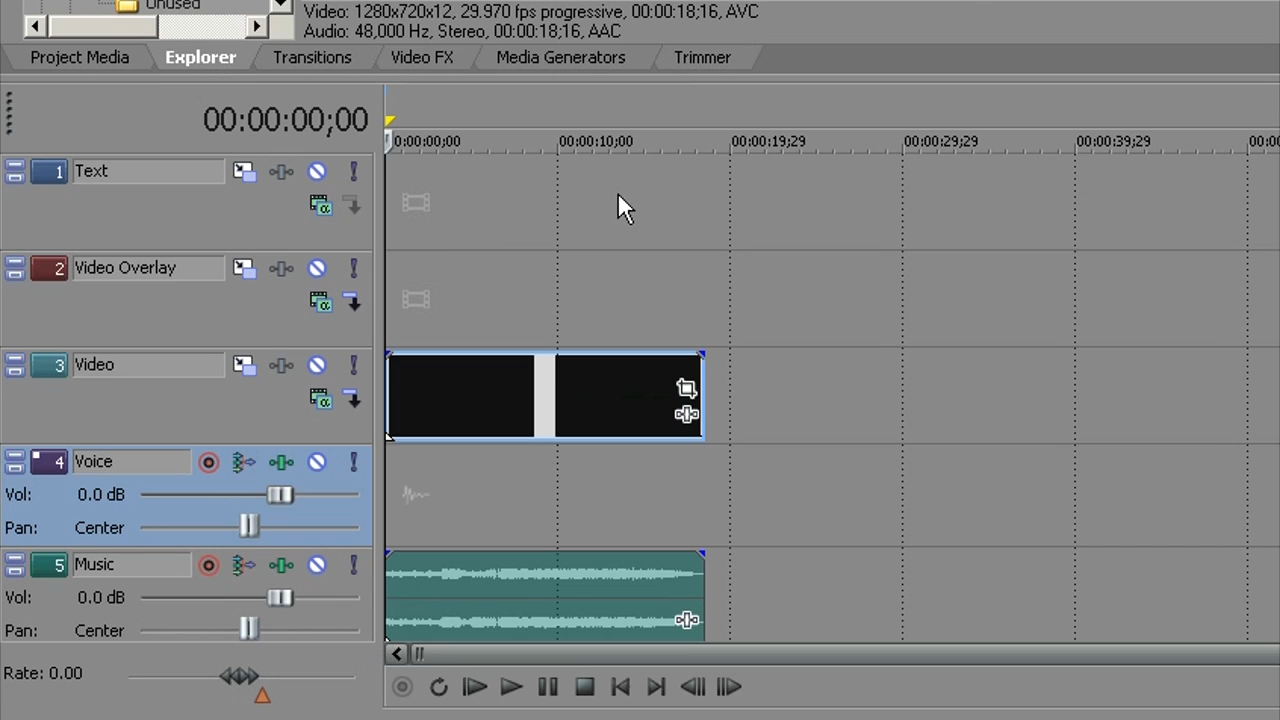 Unused
Video: 1280x720x12, 29.970 fps progressive, 00:00:18;16, AVC
Audio: 48,000 Hz, Stereo, 00:00:18;16, AAC
Project Media Explorer Transitions Video FX Media Generators Trimmer
00:00:00;00
0:00:00;00 00:00:10;00 00:00:19;29 00:00:29;29 00:00:39;29 00:00
1 Text
2 Video Overlay
3 Video
4 Voice
Vol: 0.0 dB
Pan: Center
5 Music
Vol: 0.0 dB
Pan: Center
Rate: 0.00